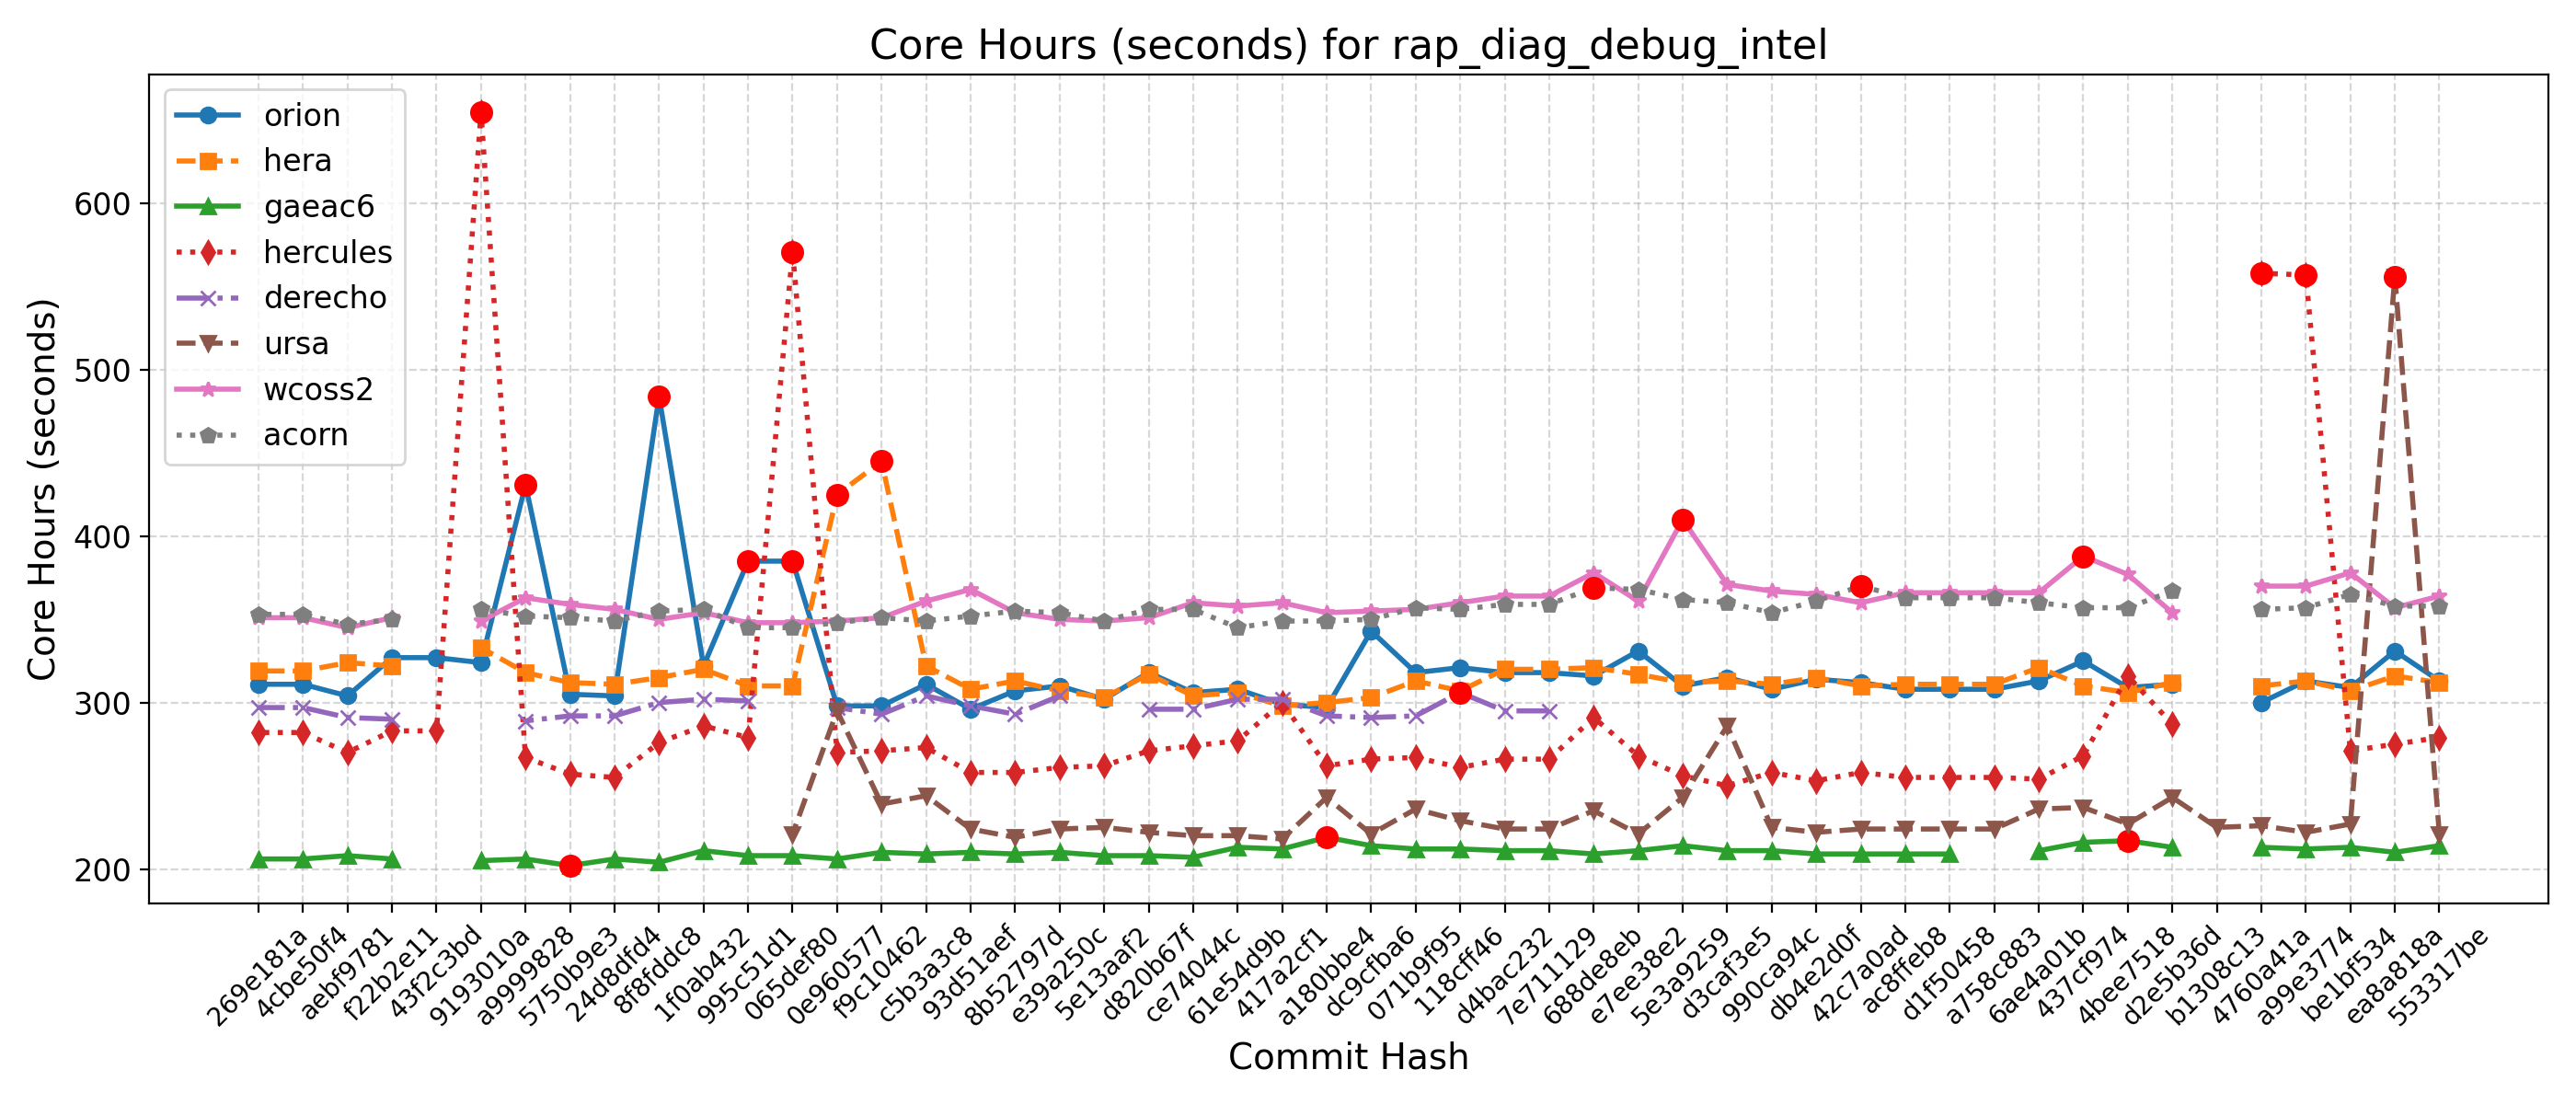 Core Hours (seconds) for rap_diag_debug_intel
Core Hours (seconds)
600
500
400
300
200
orion
hera
gaeac6
hercules
derecho
ursa
wcoss2
acorn
269e181a
4cbe50f4
aebf9781
f22b2e11
43f2c3bd
9193010a
a9999828
5750b9e3
24d8dfd4
8f8fddc8
1f0ab432
995c51d1
065def80
0e960577
f9c10462
c5b3a3c8
93d51aef
8b52797d
e39a250c
5e13aaf2
d820b67f
ce74044c
61e54d9b
417a2cf1
a180bbe4
dc9cfba6
071b9f95
118cff46
d4bac232
7e711129
688de8eb
e7ee38e2
5e3a9259
d3caf3e5
990ca94c
db4e2d0f
42c7a0ad
ac8ffeb8
d1f50458
a758c883
6ae4a01b
437cf974
4bee7518
d2e5b36d
b1308c13
4760a41a
a99e3774
be1bf534
ea8a818a
553317be
Commit Hash